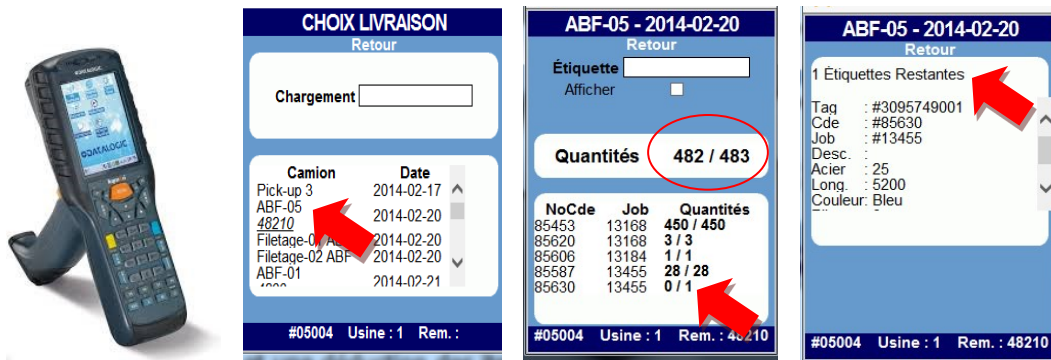 DATALOGIC
CHOIX LIVRAISON
Retour
Chargement
Camion Date
Pick-up 3 2014-02-17
ABF-05 2014-02-20
48210
Filetage-01 2014-02-20
Filetage-02 ABF 2014-02-20
ABF-01 2014-02-21
#05004 Usine : 1 Rem. :
ABF-05 - 2014-02-20
Retour
Étiquette
Afficher
Quantités 482 / 483
NoCde Job Quantités
85453 13168 450 / 450
85620 13168 3 / 3
85606 13184 1 / 1
85587 13455 28 / 28
85630 13455 0 / 1
#05004 Usine : 1 Rem. : 48210
ABF-05 - 2014-02-20
Retour
1 Étiquettes Restantes
Tag : #3095749001
Cde : #85630
Job : #13455
Desc. :
Acier : 25
Long. : 5200
Couleur: Bleu
#05004 Usine : 1 Rem. : 48210